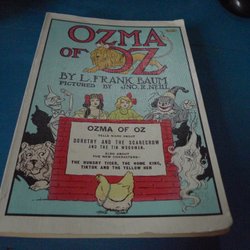 OZMA
OF OZ
BY L. FRANK BAUM
PICTURED BY JNO. R. NEILL
OZMA OF OZ
TELLS MORE ABOUT
DOROTHY AND THE SCARECROW
AND THE TIN WOODMAN,
ALSO ABOUT
THE NEW CHARACTERS—
THE HUNGRY TIGER, THE NOME KING,
TIKTOK AND THE YELLOW HEN